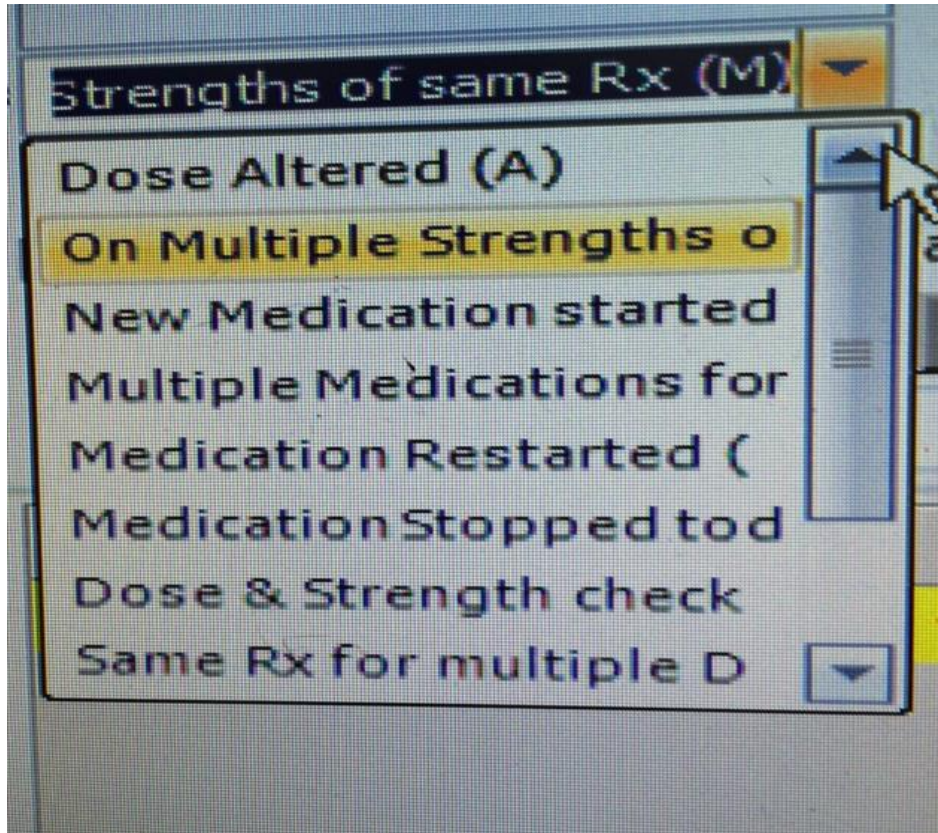 Strengths of same Rx (M)
Dose Altered (A)
On Multiple Strengths o
New Medication started
Multiple Medications for
Medication Restarted (
Medication Stopped tod
Dose & Strength check
Same Rx for multiple D